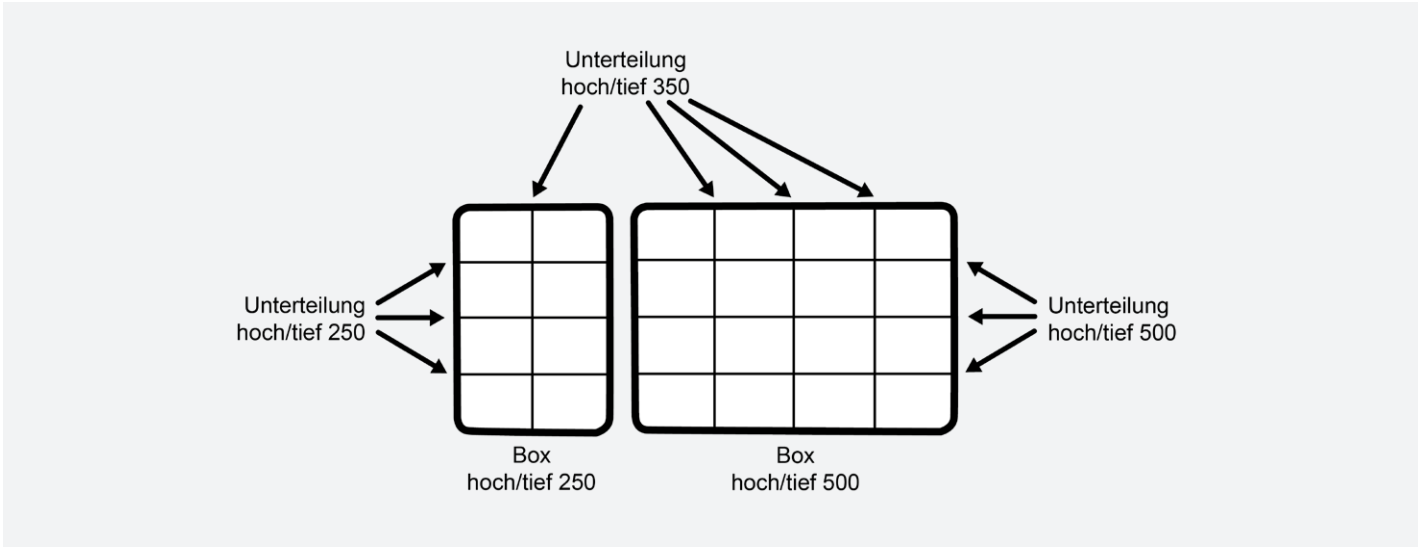 Unterteilung
hoch/tief 350
Unterteilung
hoch/tief 250
Unterteilung
hoch/tief 500
Box
hoch/tief 250
Box
hoch/tief 500